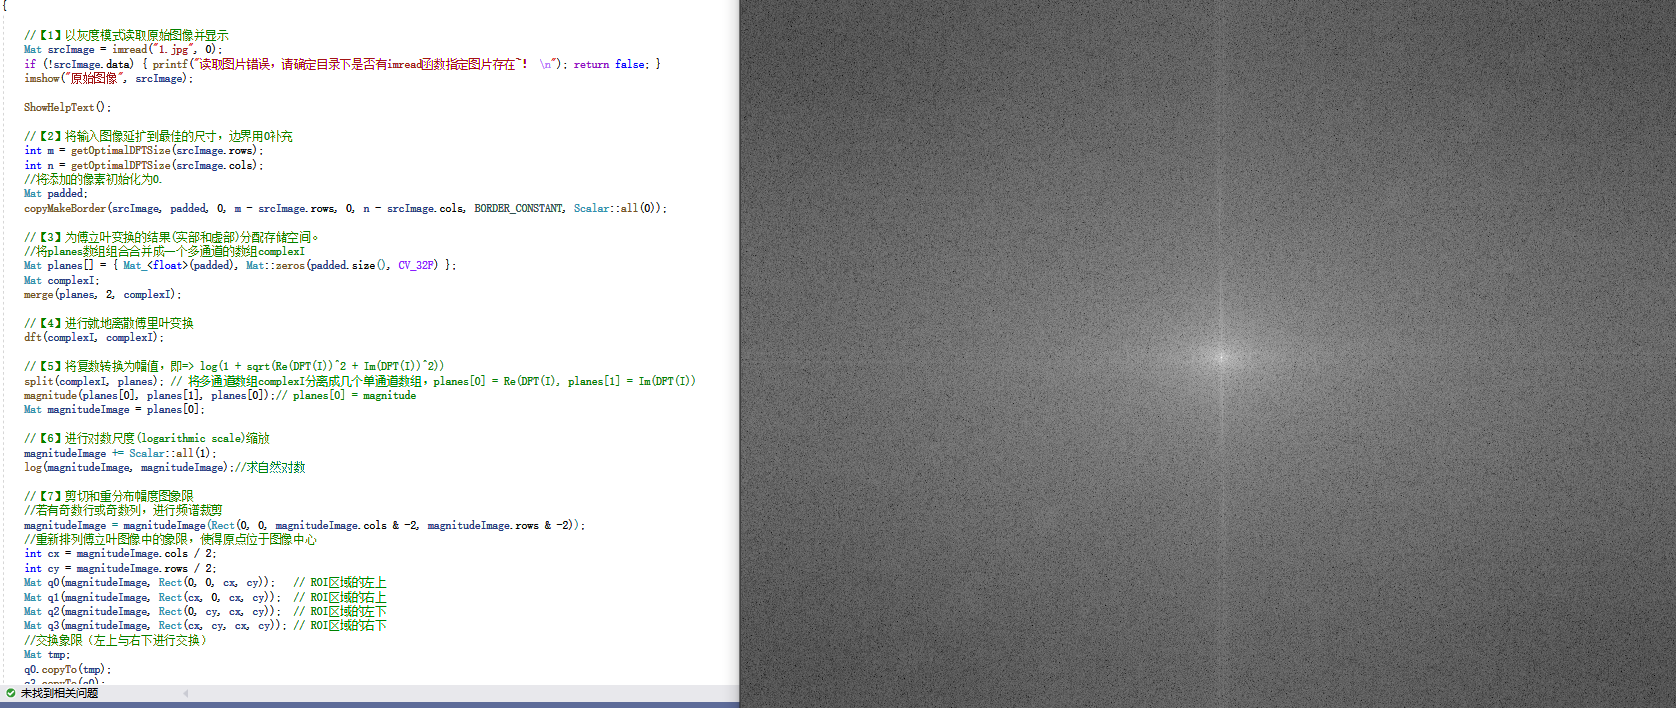 {
//【1】以灰度模式读取原始图像并显示
Mat srcImage = imread("1.jpg", 0);
if (!srcImage.data) { printf("读取图片错误，请确定目录下是否有imread函数指定图片存在~！ \n"); return false; }
imshow("原始图像", srcImage);
ShowHelpText();
//【2】将输入图像延扩到最佳的尺寸，边界用0补充
int m = getOptimalDFTSize(srcImage.rows);
int n = getOptimalDFTSize(srcImage.cols);
//将添加的像素初始化为0.
Mat padded;
copyMakeBorder(srcImage, padded, 0, m - srcImage.rows, 0, n - srcImage.cols, BORDER_CONSTANT, Scalar::all(0));
//【3】为傅立叶变换的结果(实部和虚部)分配存储空间。
//将planes数组组合合并成一个多通道的数组complexI
Mat planes[] = { Mat_<float>(padded), Mat::zeros(padded.size(), CV_32F) };
Mat complexI;
merge(planes, 2, complexI);
//【4】进行就地离散傅里叶变换
dft(complexI, complexI);
//【5】将复数转换为幅值，即=> log(1 + sqrt(Re(DFT(I))^2 + Im(DFT(I))^2))
split(complexI, planes); // 将多通道数组complexI分离成几个单通道数组，planes[0] = Re(DFT(I), planes[1] = Im(DFT(I))
magnitude(planes[0], planes[1], planes[0]);// planes[0] = magnitude
Mat magnitudeImage = planes[0];
//【6】进行对数尺度(logarithmic scale)缩放
magnitudeImage += Scalar::all(1);
log(magnitudeImage, magnitudeImage);//求自然对数
//【7】剪切和重分布幅度图象限
//若有奇数行或奇数列，进行频谱裁剪
magnitudeImage = magnitudeImage(Rect(0, 0, magnitudeImage.cols & -2, magnitudeImage.rows & -2));
//重新排列傅立叶图像中的象限，使得原点位于图像中心
int cx = magnitudeImage.cols / 2;
int cy = magnitudeImage.rows / 2;
Mat q0(magnitudeImage, Rect(0, 0, cx, cy)); // ROI区域的左上
Mat q1(magnitudeImage, Rect(cx, 0, cx, cy)); // ROI区域的右上
Mat q2(magnitudeImage, Rect(0, cy, cx, cy)); // ROI区域的左下
Mat q3(magnitudeImage, Rect(cx, cy, cx, cy)); // ROI区域的右下
//交换象限（左上与右下进行交换）
Mat tmp;
q0.copyTo(tmp);
q3.copyTo(q0);
未找到相关问题